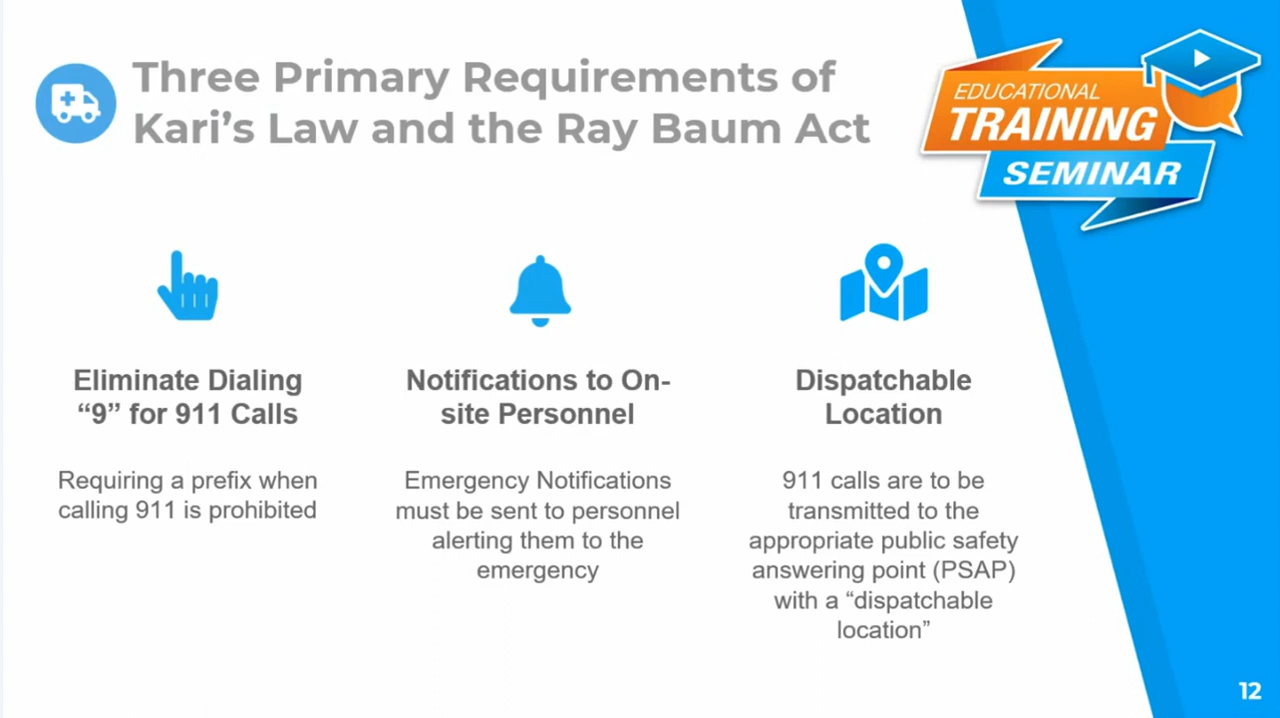 Three Primary Requirements of
Kari's Law and the Ray Baum Act
EDUCATIONAL
TRAINING
SEMINAR
Eliminate Dialing
“9” for 911 Calls
Requiring a prefix when
calling 911 is prohibited
Notifications to On-
site Personnel
Emergency Notifications
must be sent to personnel
alerting them to the
emergency
Dispatchable
Location
911 calls are to be
transmitted to the
appropriate public safety
answering point (PSAP)
with a “dispatchable
location”
12